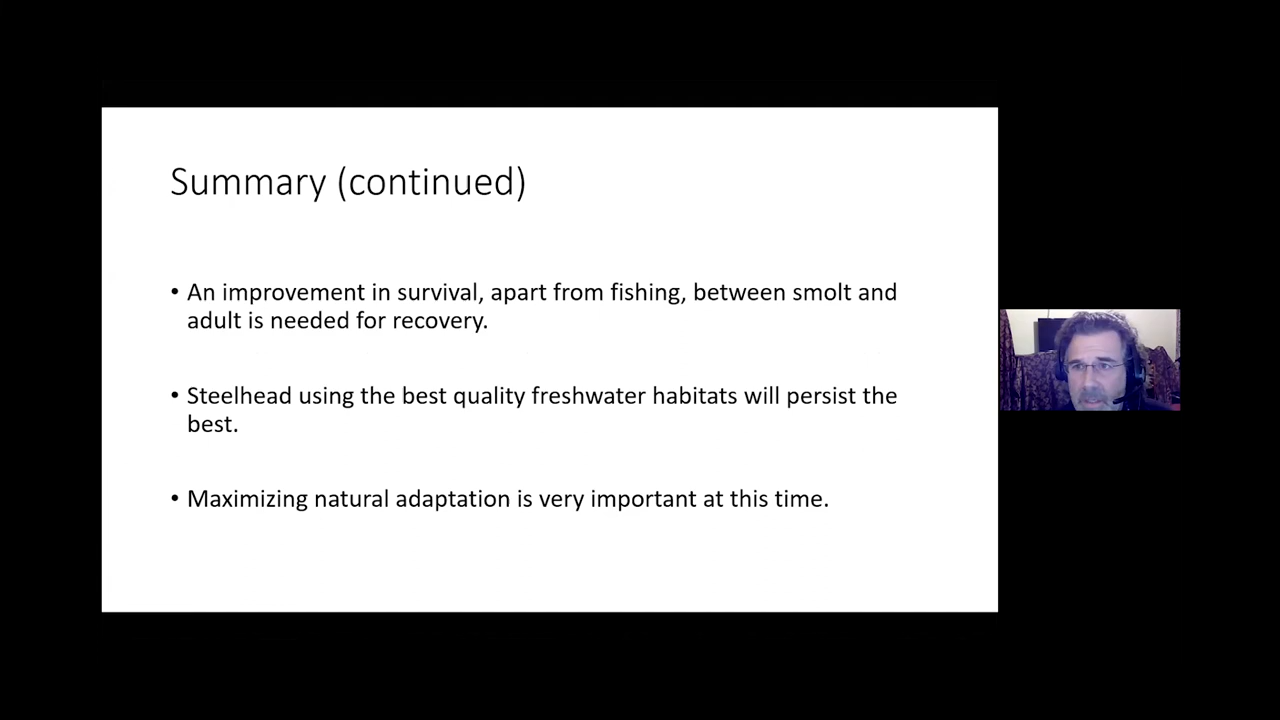 Summary (continued)
• An improvement in survival, apart from fishing, between smolt and
adult is needed for recovery.
• Steelhead using the best quality freshwater habitats will persist the
best.
• Maximizing natural adaptation is very important at this time.